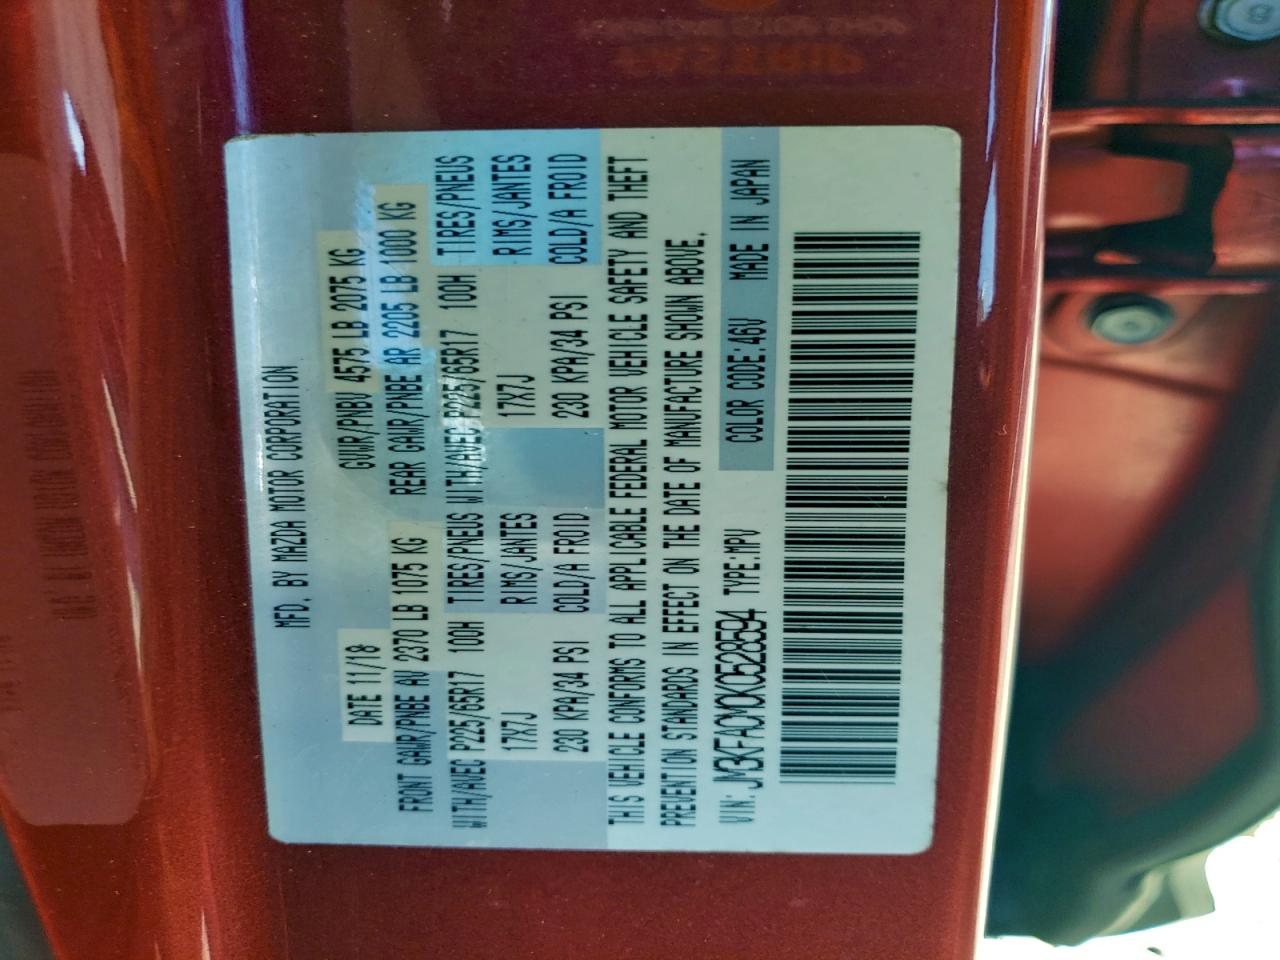 MFD. BY MAZDA MOTOR CORPORATION
DATE 11/18 GVWR/PNBV 4575 LB 2075 KG
FRONT GAWR/PNBE AV 2370 LB 1075 KG REAR GAWR/PNBE AR 2205 LB 1000 KG
WITH/AVEC P225/65R17 100H TIRES/PNEUS WITH/AVEC P225/65R17 100H TIRES/PNEUS
17X7J RIMS/JANTES 17X7J RIMS/JANTES
230 KPA/34 PSI COLD/A FROID 230 KPA/34 PSI COLD/A FROID
THIS VEHICLE CONFORMS TO ALL APPLICABLE FEDERAL MOTOR VEHICLE SAFETY AND THEFT
PREVENTION STANDARDS IN EFFECT ON THE DATE OF MANUFACTURE SHOWN ABOVE.
VIN: JM3KFACM0K0528594 TYPE:MPV COLOR CODE:46V MADE IN JAPAN